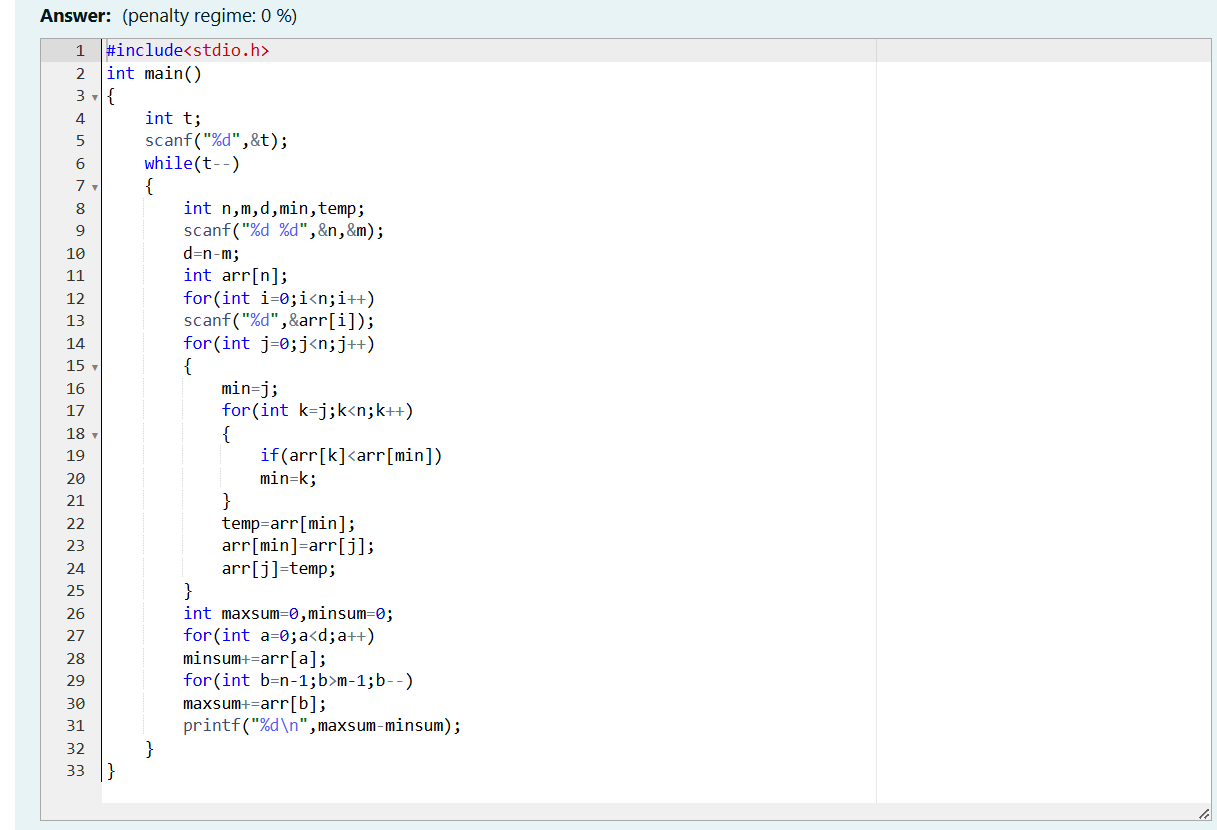 Answer: (penalty regime: 0 %)
1 #include<stdio.h>
2 int main()
3 {
4     int t;
5     scanf("%d",&t);
6     while(t--)
7     {
8         int n,m,d,min,temp;
9         scanf("%d %d",&n,&m);
10         d=n-m;
11         int arr[n];
12         for(int i=0;i<n;i++)
13         scanf("%d",&arr[i]);
14         for(int j=0;j<n;j++)
15         {
16             min=j;
17             for(int k=j;k<n;k++)
18             {
19                 if(arr[k]<arr[min])
20                 min=k;
21             }
22             temp=arr[min];
23             arr[min]=arr[j];
24             arr[j]=temp;
25         }
26         int maxsum=0,minsum=0;
27         for(int a=0;a<d;a++)
28         minsum+=arr[a];
29         for(int b=n-1;b>m-1;b--)
30         maxsum+=arr[b];
31         printf("%d\n",maxsum-minsum);
32     }
33 }